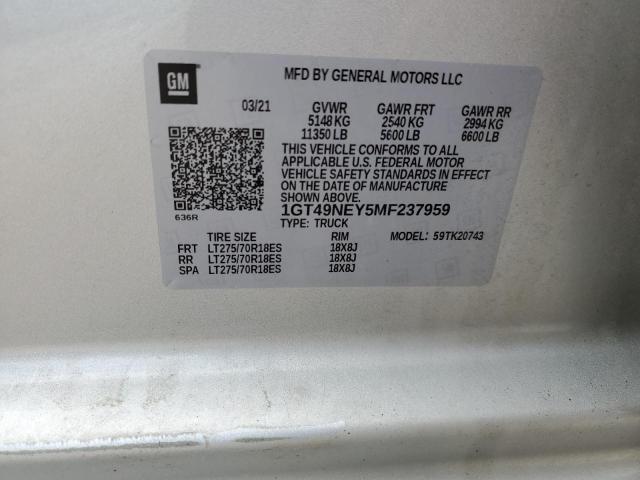 GM
MFD BY GENERAL MOTORS LLC
03/21 GVWR GAWR FRT GAWR RR
5148 KG 2540 KG 2994 KG
11350 LB 5600 LB 6600 LB
THIS VEHICLE CONFORMS TO ALL
APPLICABLE U.S. FEDERAL MOTOR
VEHICLE SAFETY STANDARDS IN EFFECT
ON THE DATE OF MANUFACTURE
SHOWN ABOVE.
636R
1GT49NEY5MF237959
TYPE: TRUCK MODEL: 59TK20743
TIRE SIZE RIM
FRT LT275/70R18ES 18X8J
RR LT275/70R18ES 18X8J
SPA LT275/70R18ES 18X8J